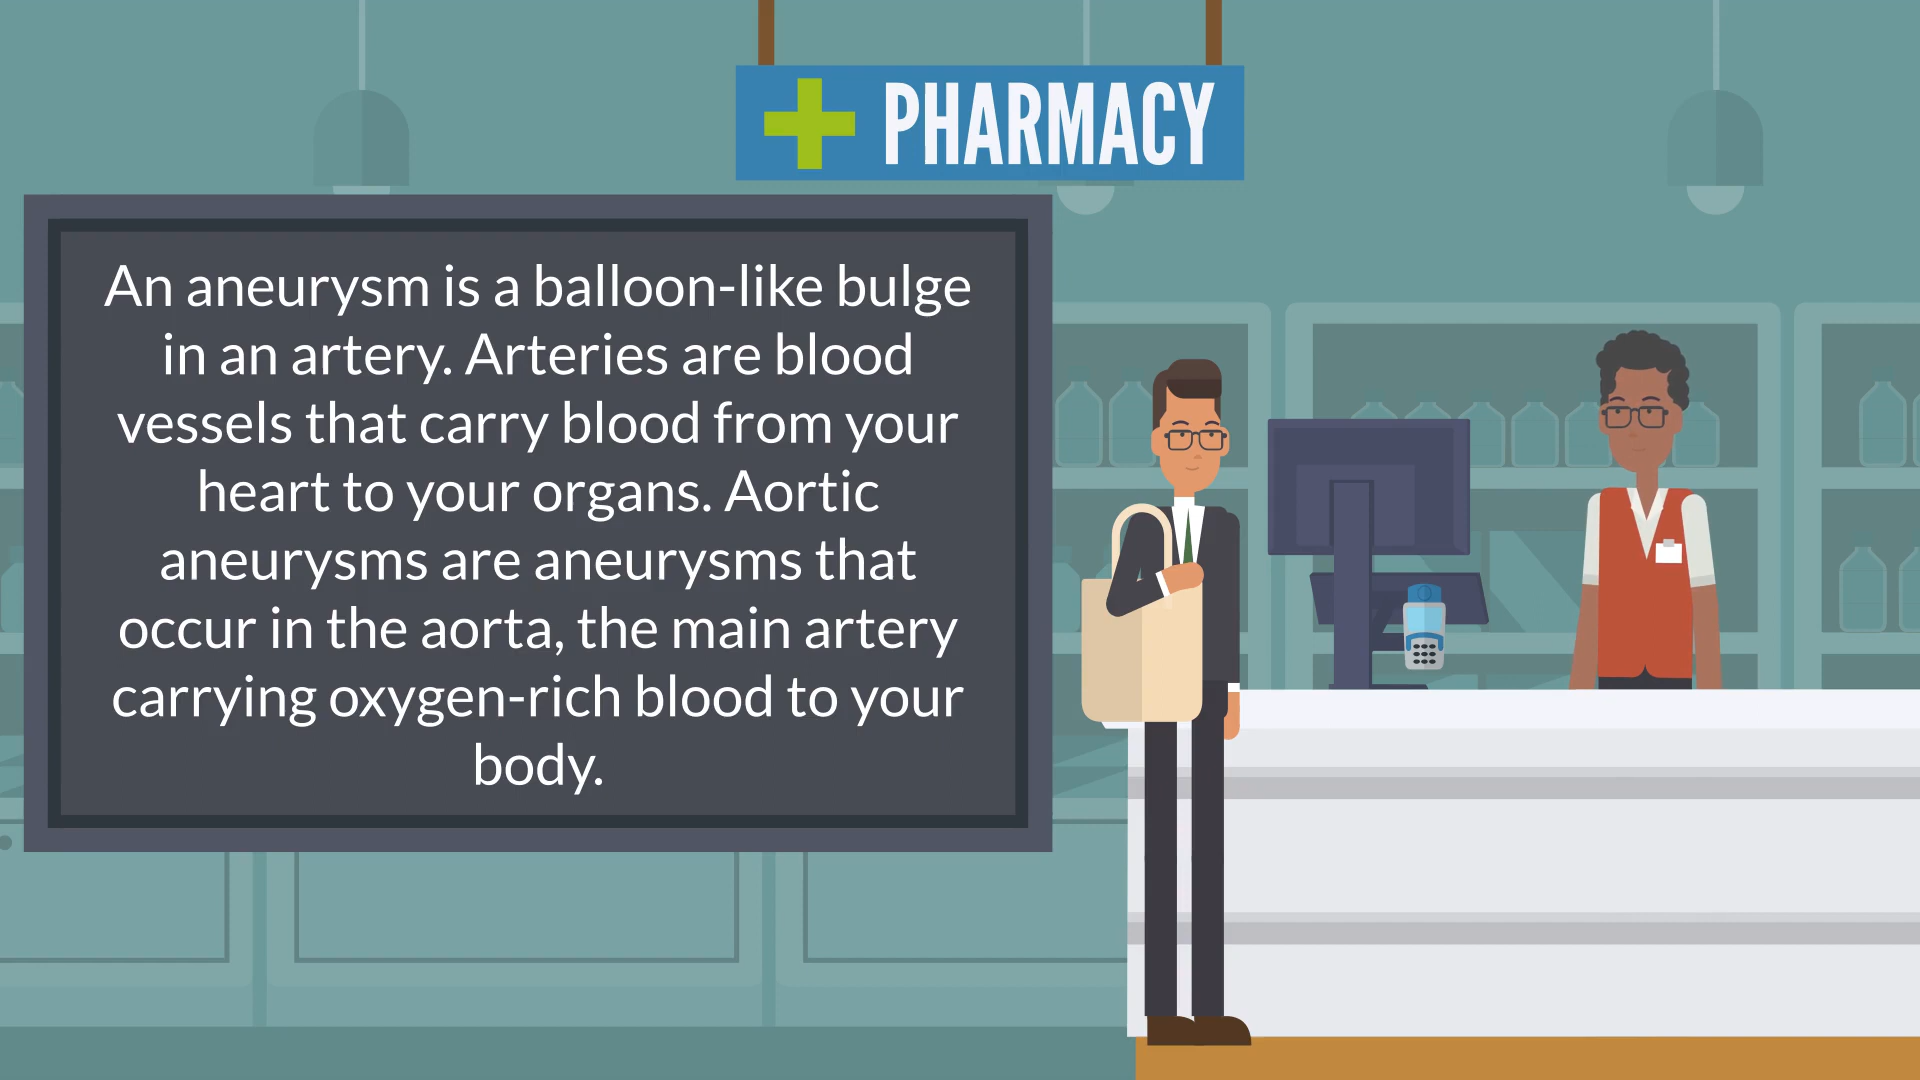 PHARMACY
An aneurysm is a balloon-like bulge
in an artery. Arteries are blood
vessels that carry blood from your
heart to your organs. Aortic
aneurysms are aneurysms that
occur in the aorta, the main artery
carrying oxygen-rich blood to your
body.